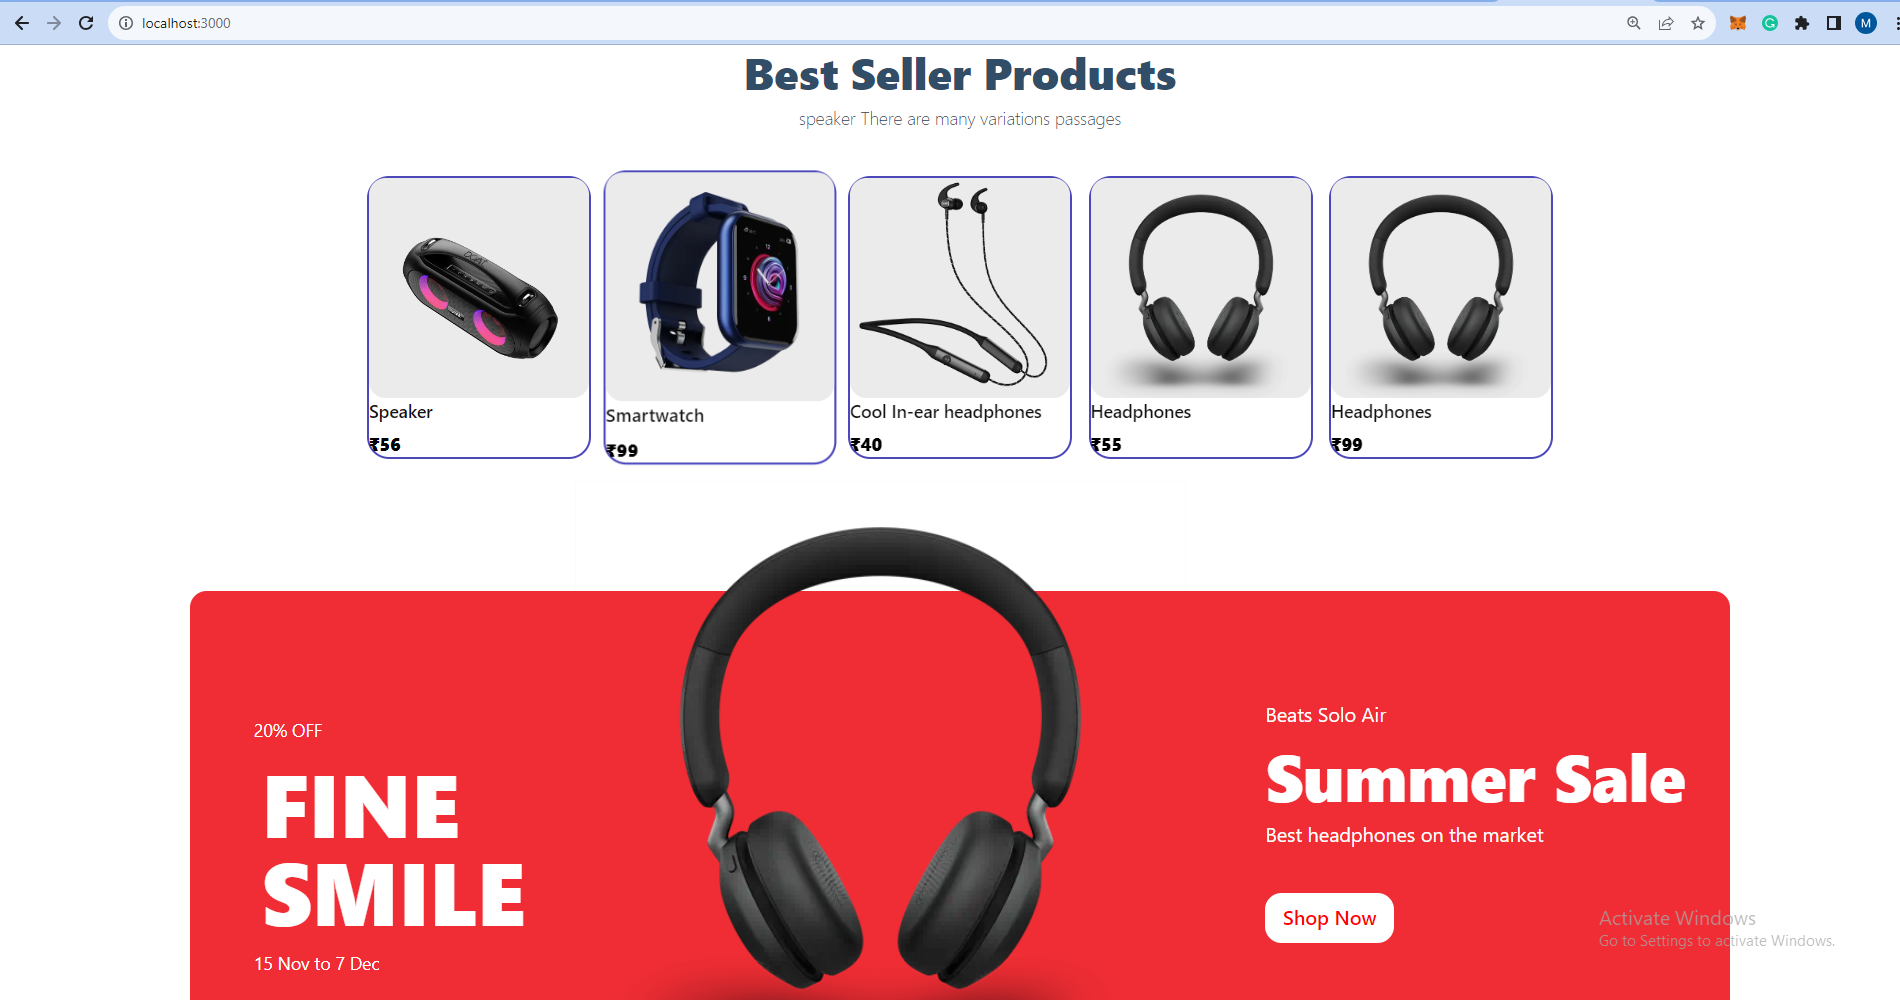 localhost:3000
M
Best Seller Products
speaker There are many variations passages
Speaker
₹56
Smartwatch
₹99
Cool In-ear headphones
₹40
Headphones
₹55
Headphones
₹99
20% OFF
FINE
SMILE
15 Nov to 7 Dec
Beats Solo Air
Summer Sale
Best headphones on the market
Shop Now
Activate Windows
Go to Settings to activate Windows.